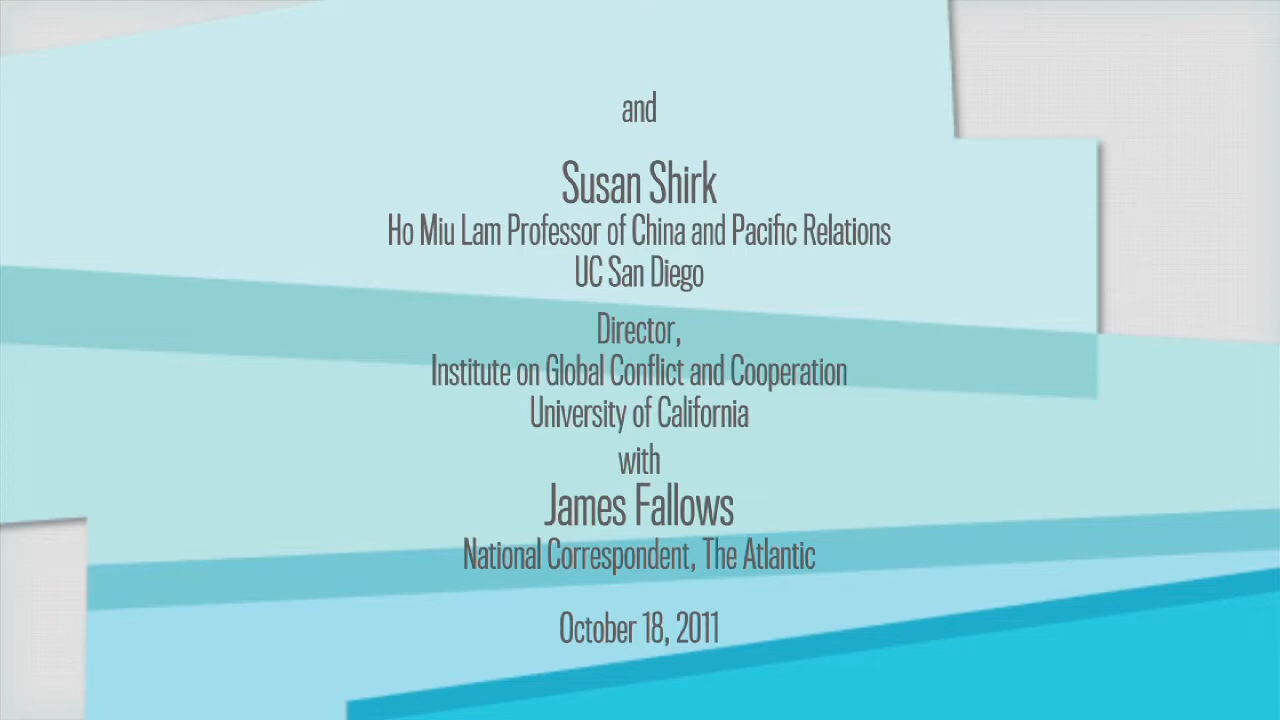 and
Susan Shirk
Ho Miu Lam Professor of China and Pacific Relations
UC San Diego
Director,
Institute on Global Conflict and Cooperation
University of California
with
James Fallows
National Correspondent, The Atlantic
October 18, 2011